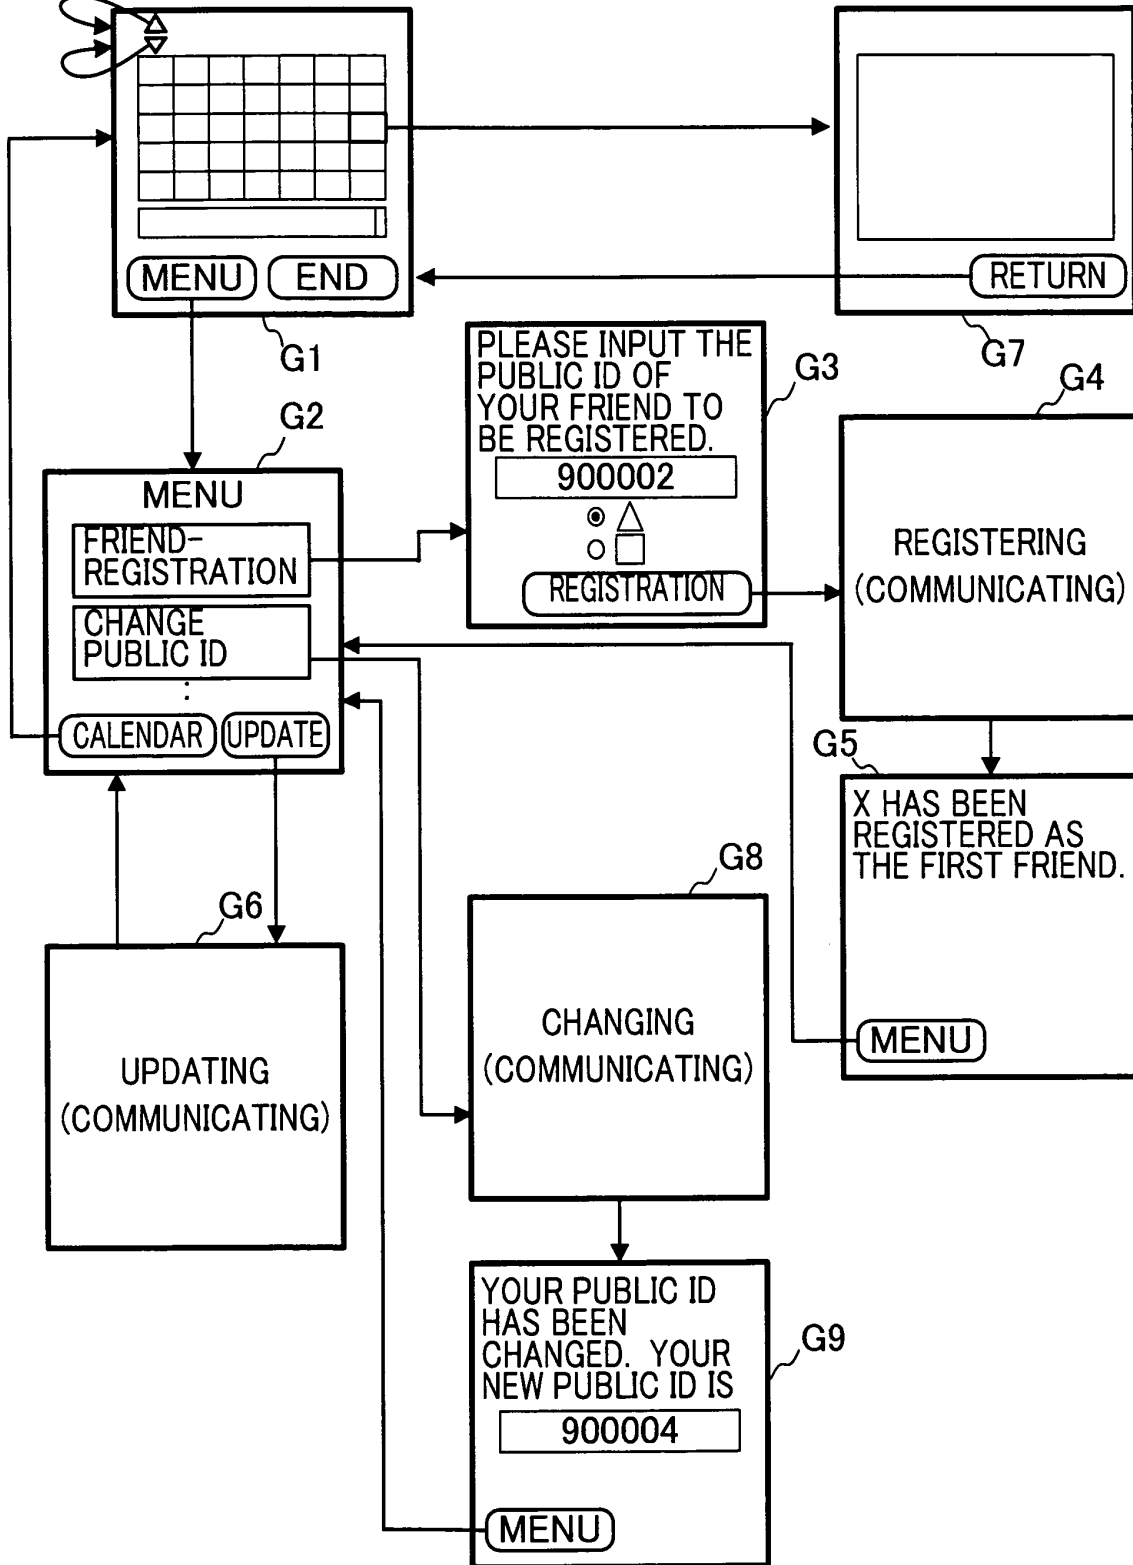 MENU
END
RETURN
G1
G7
PLEASE INPUT THE
PUBLIC ID OF
YOUR FRIEND TO
BE REGISTERED.
900002
REGISTRATION
G3
G4
G2
MENU
FRIEND-
REGISTRATION
CHANGE
PUBLIC ID
CALENDAR
UPDATE
REGISTERING
(COMMUNICATING)
G5
X HAS BEEN
REGISTERED AS
THE FIRST FRIEND.
MENU
G6
UPDATING
(COMMUNICATING)
G8
CHANGING
(COMMUNICATING)
YOUR PUBLIC ID
HAS BEEN
CHANGED. YOUR
NEW PUBLIC ID IS
900004
MENU
G9